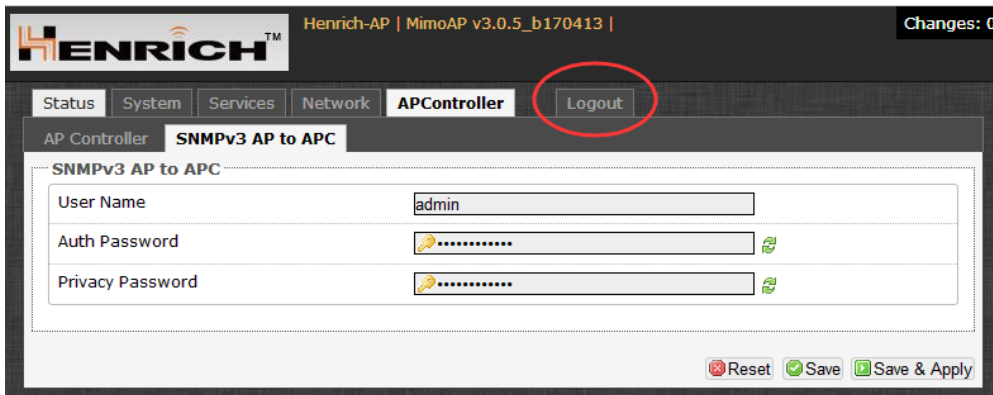 HENRICH™
Henrich-AP | MimoAP v3.0.5_b170413 |
Changes: 0
Status System Services Network APController Logout
AP Controller SNMPv3 AP to APC
SNMPv3 AP to APC
User Name admin
Auth Password ••••••••••••
Privacy Password ••••••••••••
Reset Save Save & Apply